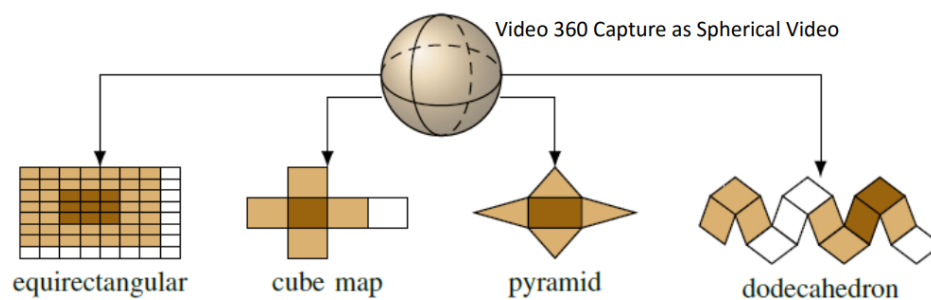 Video 360 Capture as Spherical Video
equirectangular
cube map
pyramid
dodecahedron